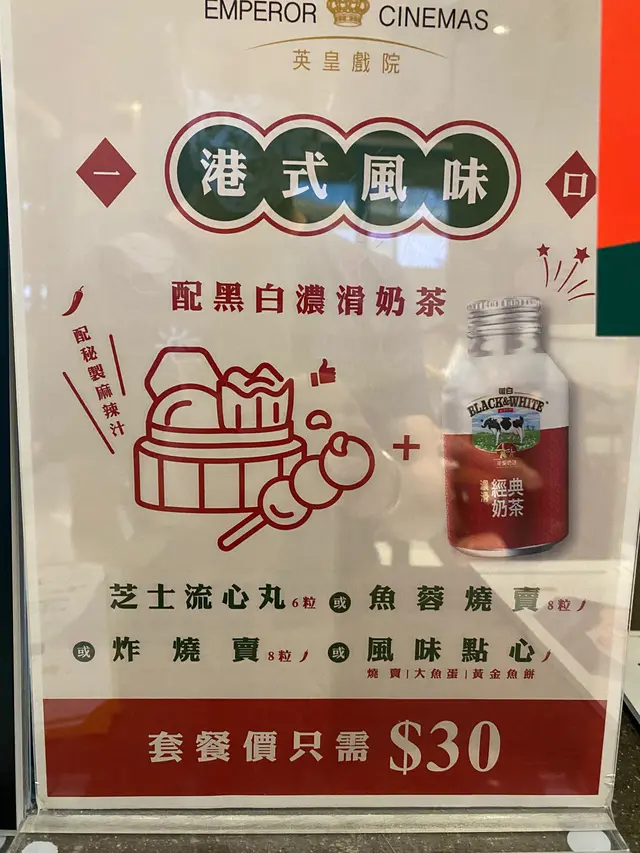 EMPEROR CINEMAS
英皇戲院
一 港式風味 口
配黑白濃滑奶茶
配秘製麻辣汁
+
黑白
BLACK&WHITE
濃滑 經典奶茶
芝士流心丸6粒 或 魚蓉燒賣8粒
或 炸燒賣8粒 或 風味點心
燒賣|大魚蛋|黃金魚餅
套餐價只需 $30